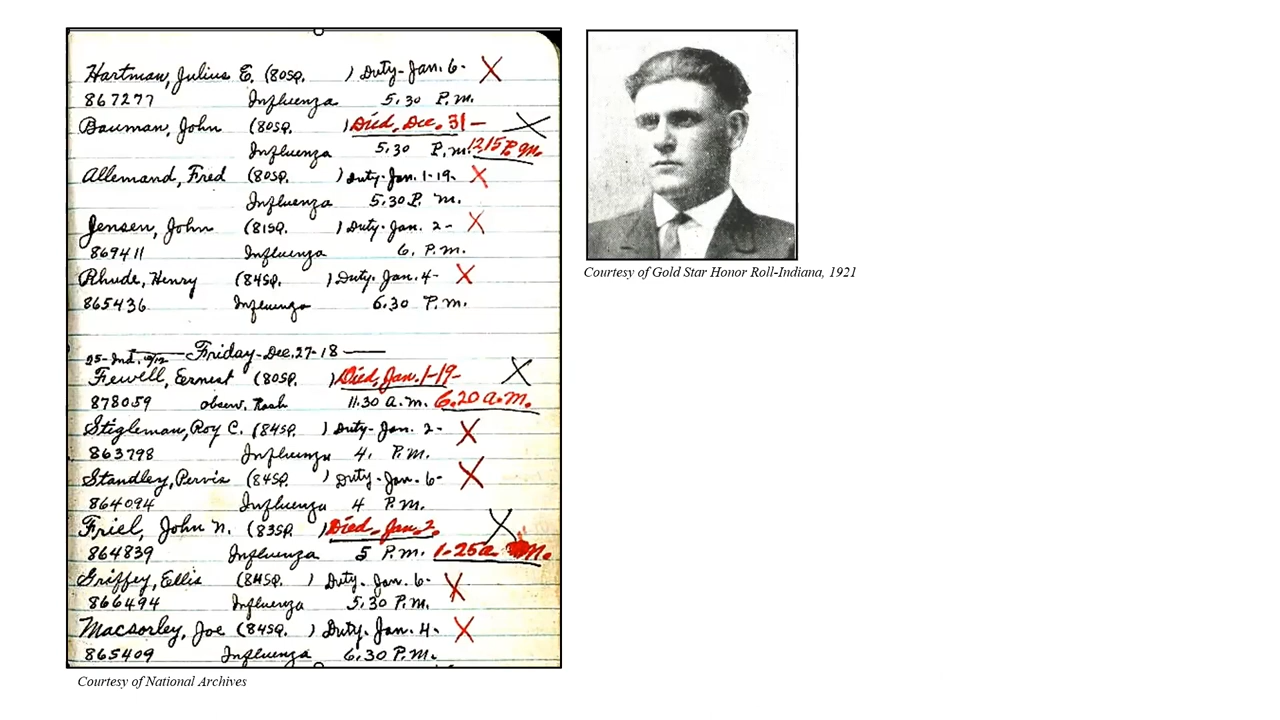 Hartman, Julius E. (80SQ. ) Duty-Jan. 6- X
867277 Influenza 5.30 P.M.
Bauman, John (80SQ. ) Died, Dec. 31- X
Influenza 5.30 P.M. 12.15 P.M.
Allemand, Fred (80SQ. ) Duty-Jan. 1-19- X
Influenza 5.30 P.M.
Jensen, John (81SQ. ) Duty-Jan. 2- X
869411 Influenza 6. P.M.
Rhude, Henry (84SQ. ) Duty. Jan. 4- X
865436 Influenza 6.30 P.M.
Friday-Dec. 27-18
25-Ind.
Fewell, Earnest (80SQ. ) Died, Jan. 1-19- X
878059 observ. Rash 11.30 a.m. 6.20 a.m.
Stigleman, Roy C. (84SQ. ) Duty-Jan. 2- X
863798 Influenza 4. P.M.
Standley, Pervis (84SQ. ) Duty-Jan. 6- X
864094 Influenza 4 P.M.
Friel, John N. (83SQ. ) Died, Jan. 2. X
864839 Influenza 5 P.M. 1-25 a. M.
Griffey, Ellis (84SQ. ) Duty. Jan. 6- X
866494 Influenza 5.30 P.M.
Macsorley, Joe (84SQ. ) Duty. Jan. 4- X
865409 Influenza 6.30 P.M.
Courtesy of National Archives
Courtesy of Gold Star Honor Roll-Indiana, 1921